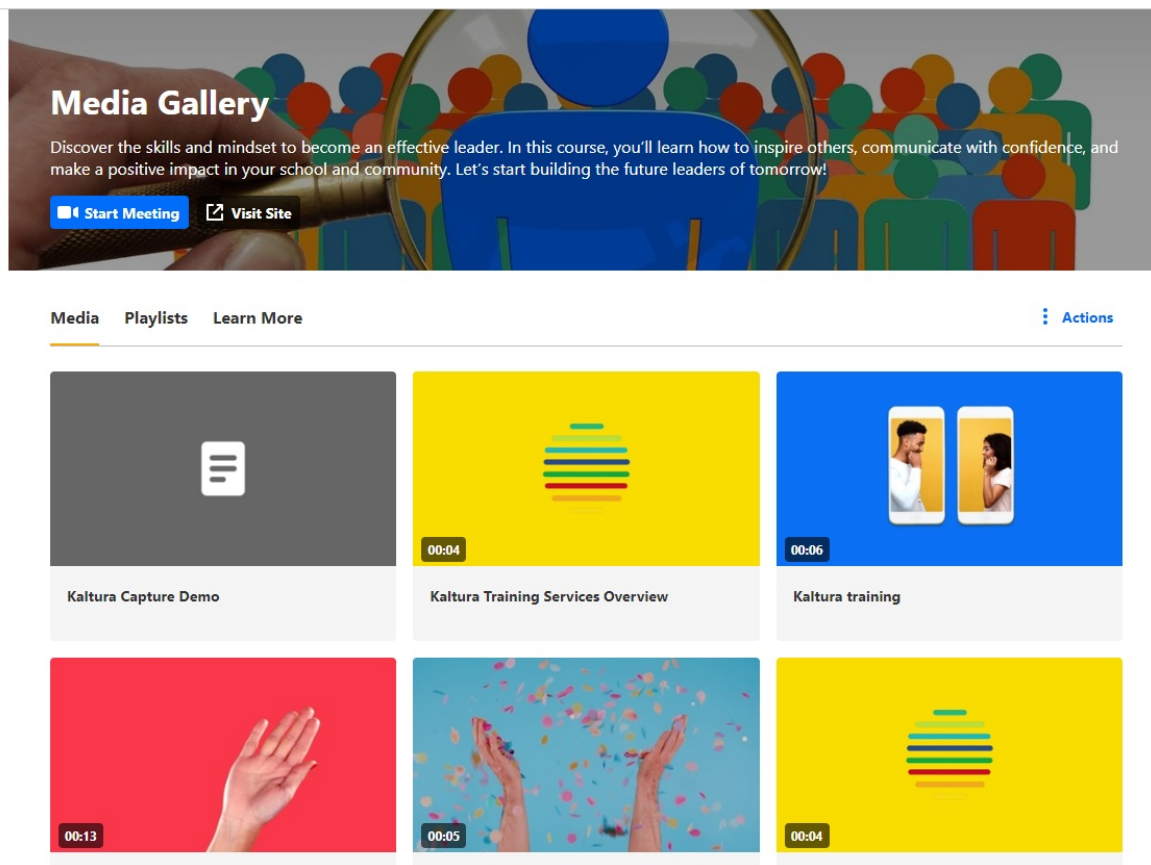 Media Gallery
Discover the skills and mindset to become an effective leader. In this course, you'll learn how to inspire others, communicate with confidence, and
make a positive impact in your school and community. Let's start building the future leaders of tomorrow!
Start Meeting Visit Site
Media Playlists Learn More Actions
00:04 00:06
Kaltura Capture Demo Kaltura Training Services Overview Kaltura training
00:13 00:05 00:04